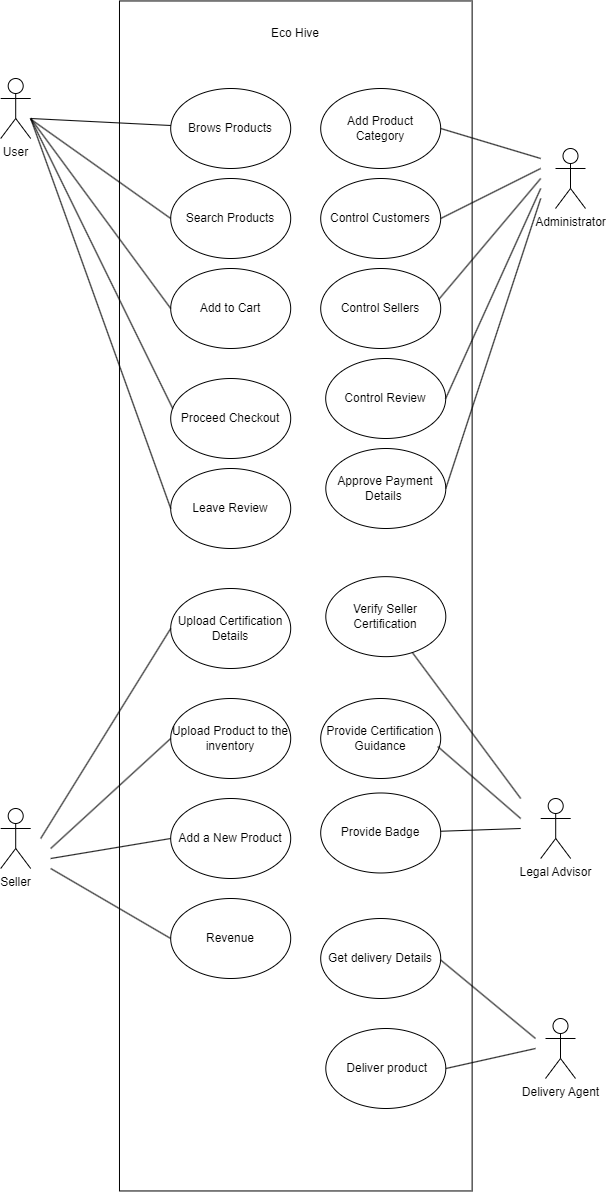 Eco Hive
User
Brows Products
Add Product
Category
Administrator
Search Products
Control Customers
Add to Cart
Control Sellers
Proceed Checkout
Control Review
Leave Review
Approve Payment
Details
Upload Certification
Details
Verify Seller
Certification
Upload Product to the
inventory
Provide Certification
Guidance
Seller
Add a New Product
Provide Badge
Legal Advisor
Revenue
Get delivery Details
Deliver product
Delivery Agent